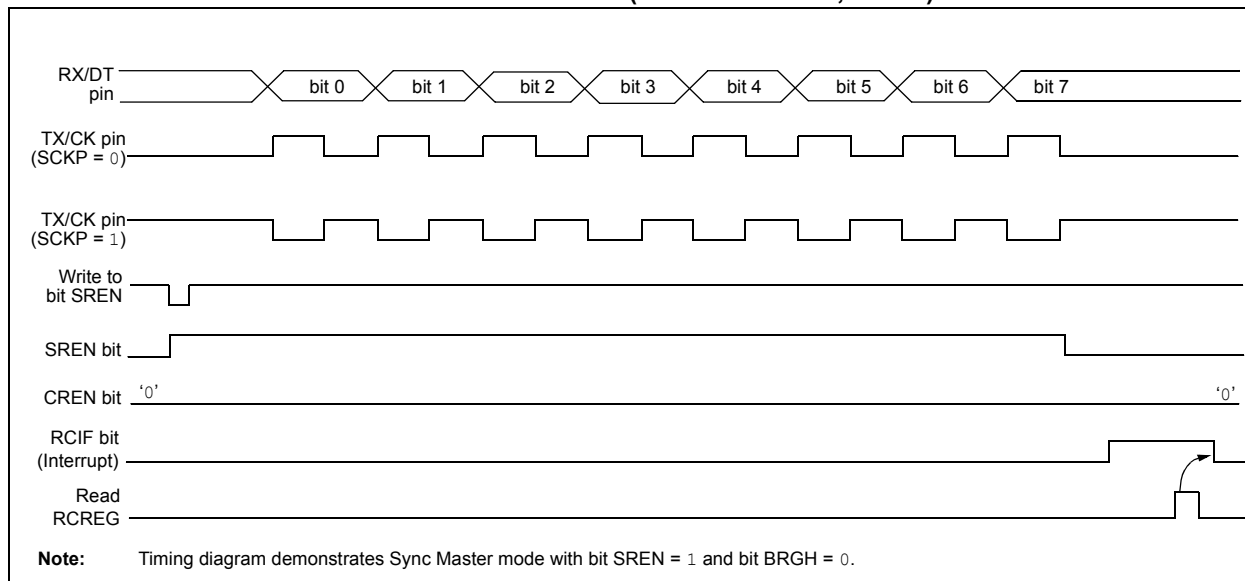 RX/DT
pin
bit 0
bit 1
bit 2
bit 3
bit 4
bit 5
bit 6
bit 7
TX/CK pin
(SCKP = 0)
TX/CK pin
(SCKP = 1)
Write to
bit SREN
SREN bit
CREN bit
‘0’
‘0’
RCIF bit
(Interrupt)
Read
RCREG
Note: Timing diagram demonstrates Sync Master mode with bit SREN = 1 and bit BRGH = 0.